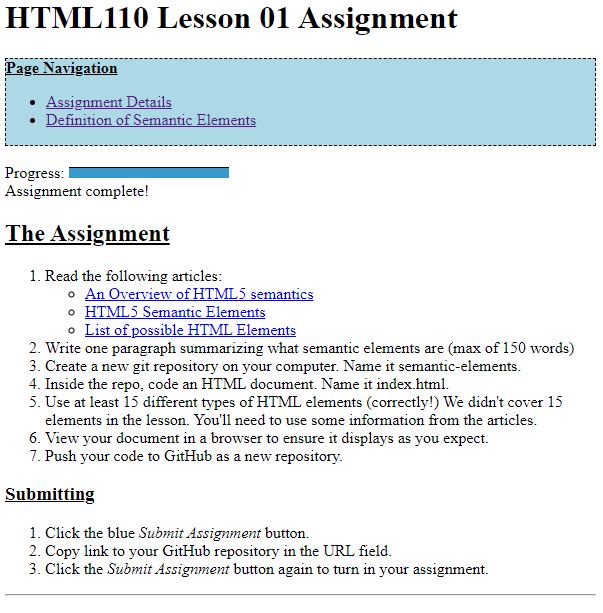 HTML110 Lesson 01 Assignment
Page Navigation
• Assignment Details
• Definition of Semantic Elements
Progress:
Assignment complete!
The Assignment
1. Read the following articles:
○ An Overview of HTML5 semantics
○ HTML5 Semantic Elements
○ List of possible HTML Elements
2. Write one paragraph summarizing what semantic elements are (max of 150 words)
3. Create a new git repository on your computer. Name it semantic-elements.
4. Inside the repo, code an HTML document. Name it index.html.
5. Use at least 15 different types of HTML elements (correctly!) We didn't cover 15
elements in the lesson. You'll need to use some information from the articles.
6. View your document in a browser to ensure it displays as you expect.
7. Push your code to GitHub as a new repository.
Submitting
1. Click the blue Submit Assignment button.
2. Copy link to your GitHub repository in the URL field.
3. Click the Submit Assignment button again to turn in your assignment.